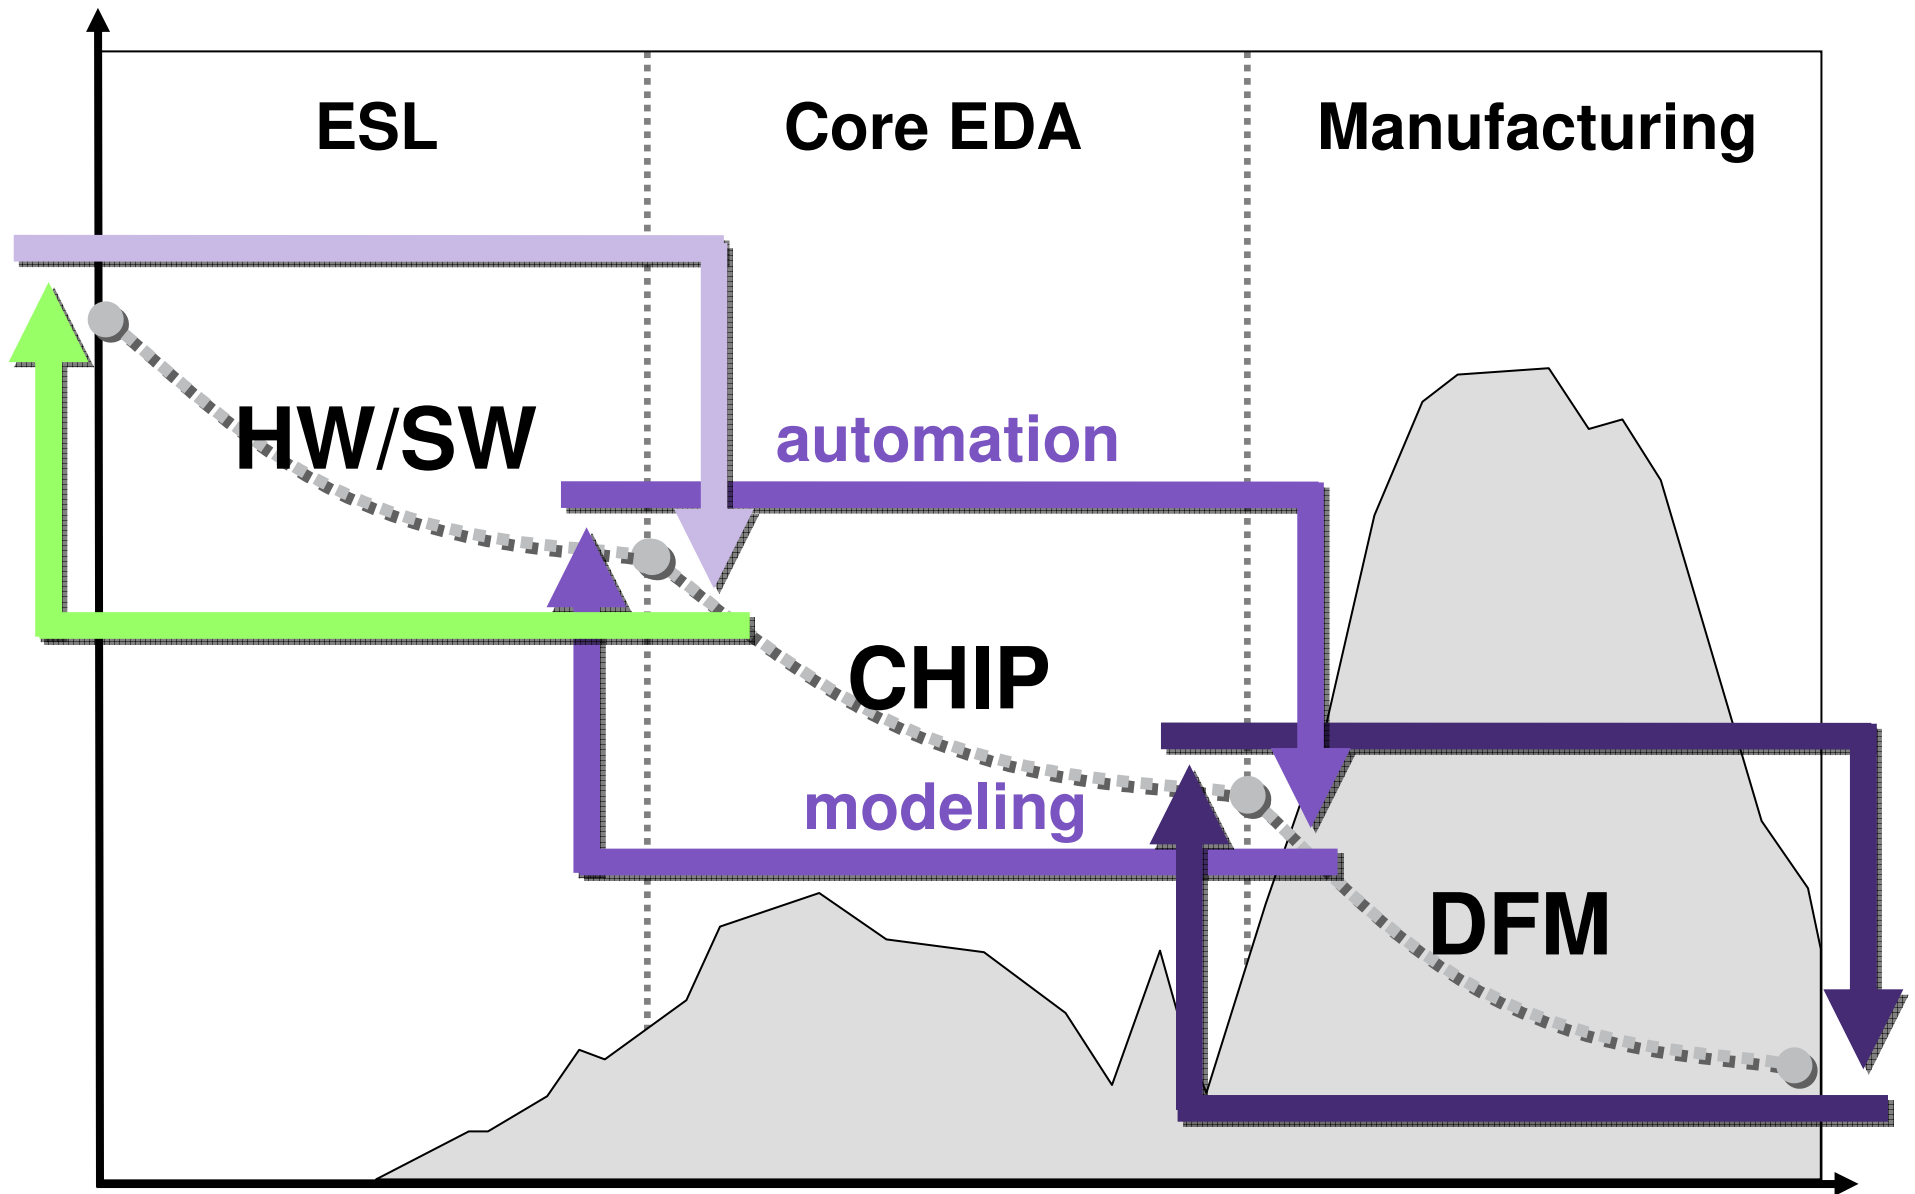 ESL
Core EDA
Manufacturing
HW/SW
automation
CHIP
modeling
DFM